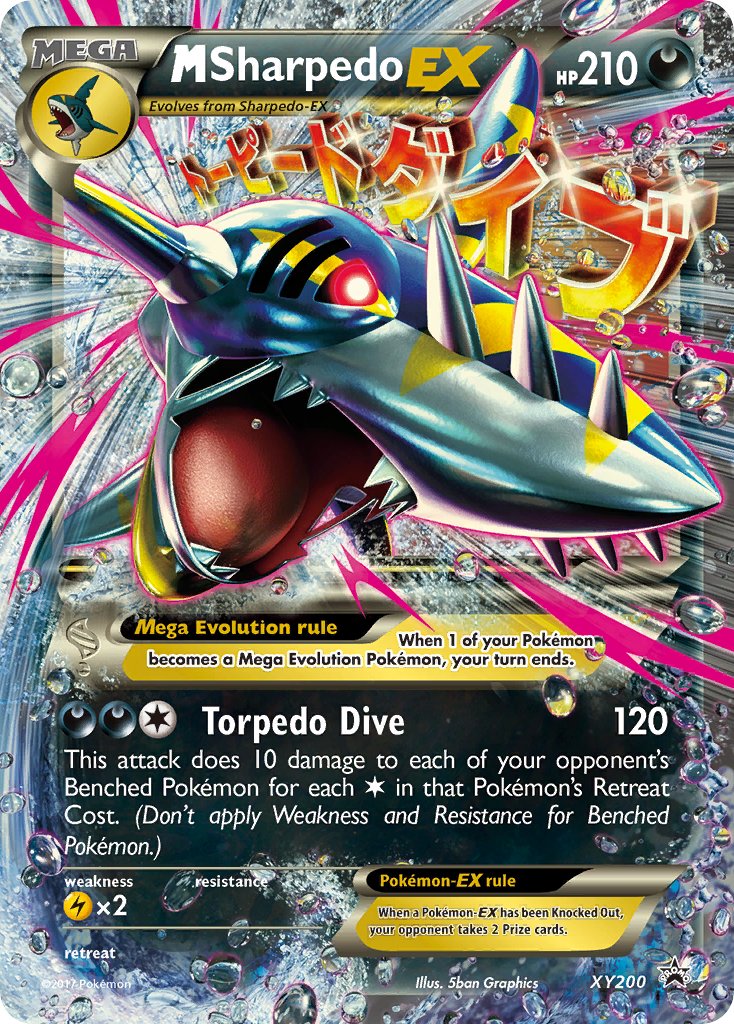 MEGA
M Sharpedo EX
HP210
Evolves from Sharpedo-EX
トーピードダイブ
Mega Evolution rule
When 1 of your Pokémon
becomes a Mega Evolution Pokémon, your turn ends.
Torpedo Dive 120
This attack does 10 damage to each of your opponent's
Benched Pokémon for each in that Pokémon's Retreat
Cost. (Don't apply Weakness and Resistance for Benched
Pokémon.)
weakness resistance
×2
Pokémon-EX rule
When a Pokémon-EX has been Knocked Out,
your opponent takes 2 Prize cards.
retreat
©2017 Pokémon
Illus. 5ban Graphics
XY200
PROMO